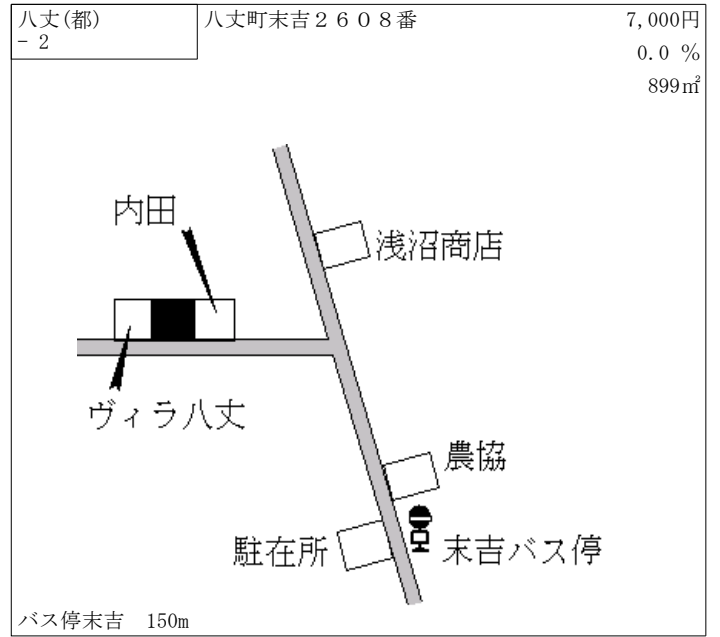 八丈(都)
- 2
八丈町末吉２６０８番
7,000円
0.0 %
899㎡
内田
浅沼商店
ヴィラ八丈
農協
駐在所
末吉バス停
バス停末吉　150m